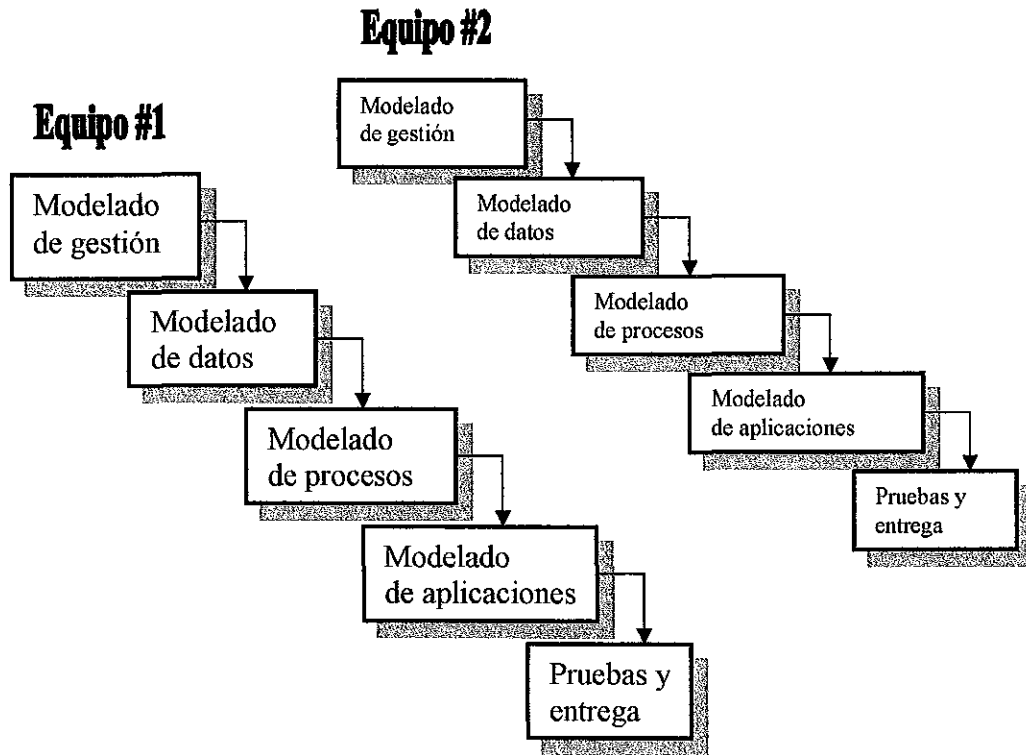 Equipo #1
Modelado
de gestión
Modelado
de datos
Modelado
de procesos
Modelado
de aplicaciones
Pruebas y
entrega
Equipo #2
Modelado
de gestión
Modelado
de datos
Modelado
de procesos
Modelado
de aplicaciones
Pruebas y
entrega